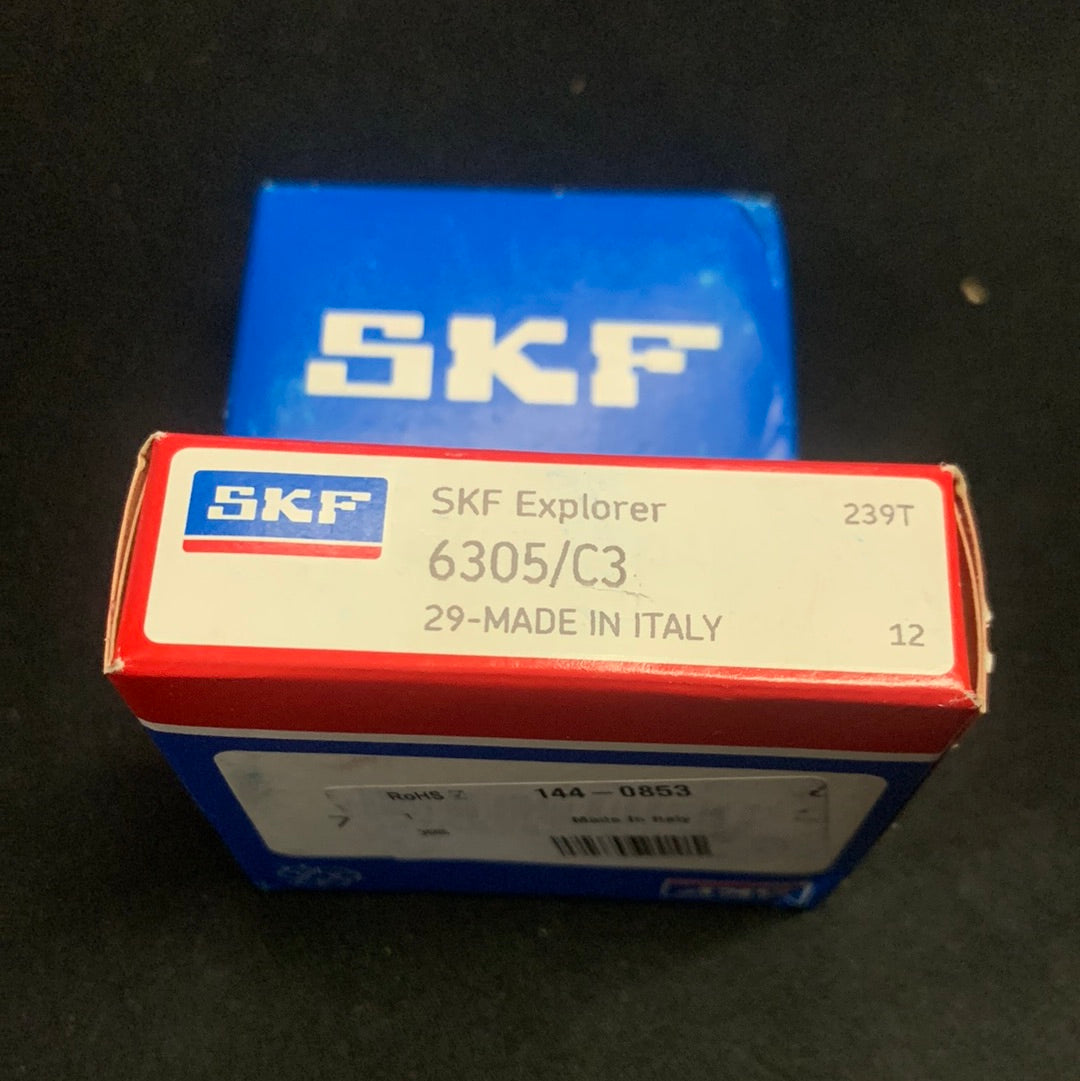 SKF
SKF
SKF Explorer
239T
6305/C3
29-MADE IN ITALY
12
RoHS
144-0853
Made in Italy